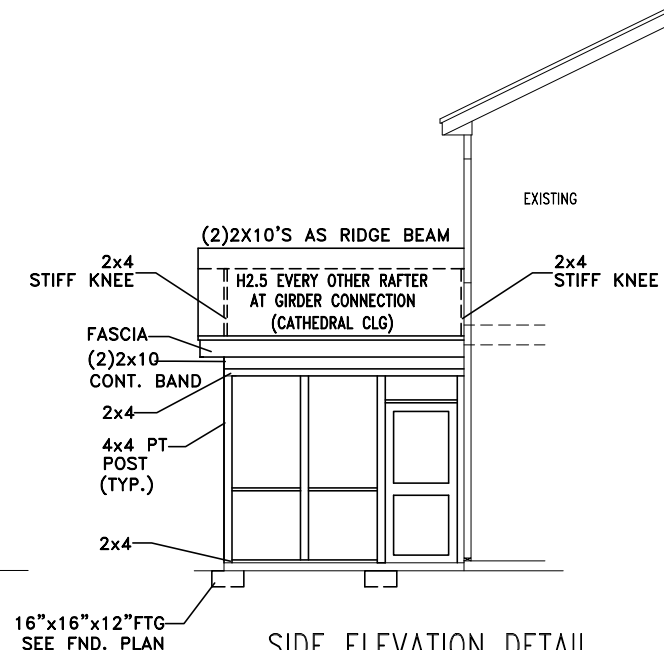 EXISTING
(2)2X10'S AS RIDGE BEAM
2x4
STIFF KNEE
H2.5 EVERY OTHER RAFTER
AT GIRDER CONNECTION
(CATHEDRAL CLG)
2x4
STIFF KNEE
FASCIA
(2)2x10
CONT. BAND
2x4
4x4 PT
POST
(TYP.)
2x4
16"x16"x12"FTG
SEE FND. PLAN
SIDE ELEVATION DETAIL